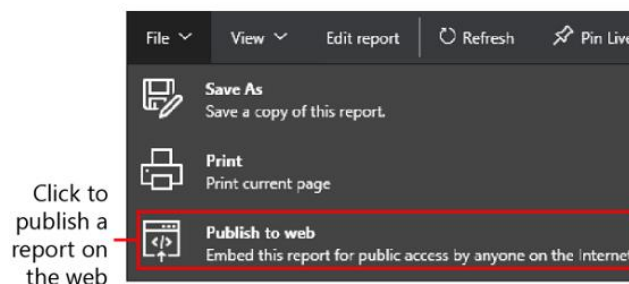 File View Edit report Refresh Pin Live
Save As
Save a copy of this report.
Print
Print current page
Click to
publish a
report on
the web
Publish to web
Embed this report for public access by anyone on the Internet